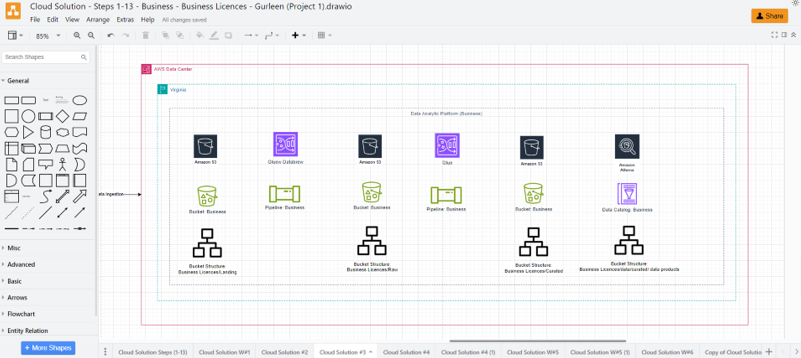 Cloud Solution - Steps 1-13 - Business - Business Licences - Gurleen (Project 1).drawio
File Edit View Arrange Extras Help All changes saved
Share
85%
Search Shapes
General
Misc
Advanced
Basic
Arrows
Flowchart
Entity Relation
+ More Shapes
AWS Data Center
Virginia
Data Analytic Platform (Business)
Amazon S3
Glues Databrew
Amazon S3
Glue
Amazon S3
Amazon
Athena
ata Ingestion
Bucket: Business
Pipeline: Business
Bucket: Business
Pipeline: Business
Bucket: Business
Data Catalog: Business
Bucket Structure:
Business Licences/Landing
Bucket Structure:
Business Licences/Raw
Bucket Structure:
Business Licences/Curated
Bucket Structure:
Business Licences/data/curated/ data products
Cloud Solution Steps (1-13) Cloud Solution W#1 Cloud Solution #2 Cloud Solution #3 Cloud Solution #4 Cloud Solution #4 (1) Cloud Solution W#5 Cloud Solution W#5 (1) Cloud Solution W#6 Copy of Cloud Solutio